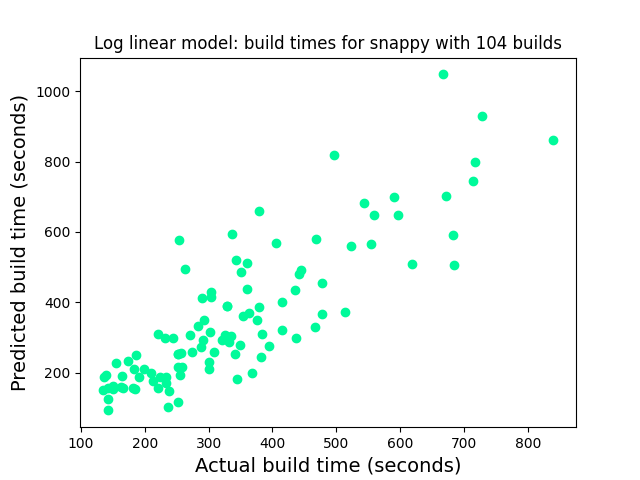 Log linear model: build times for snappy with 104 builds
1000
800
600
400
200
Predicted build time (seconds)
100 200 300 400 500 600 700 800
Actual build time (seconds)